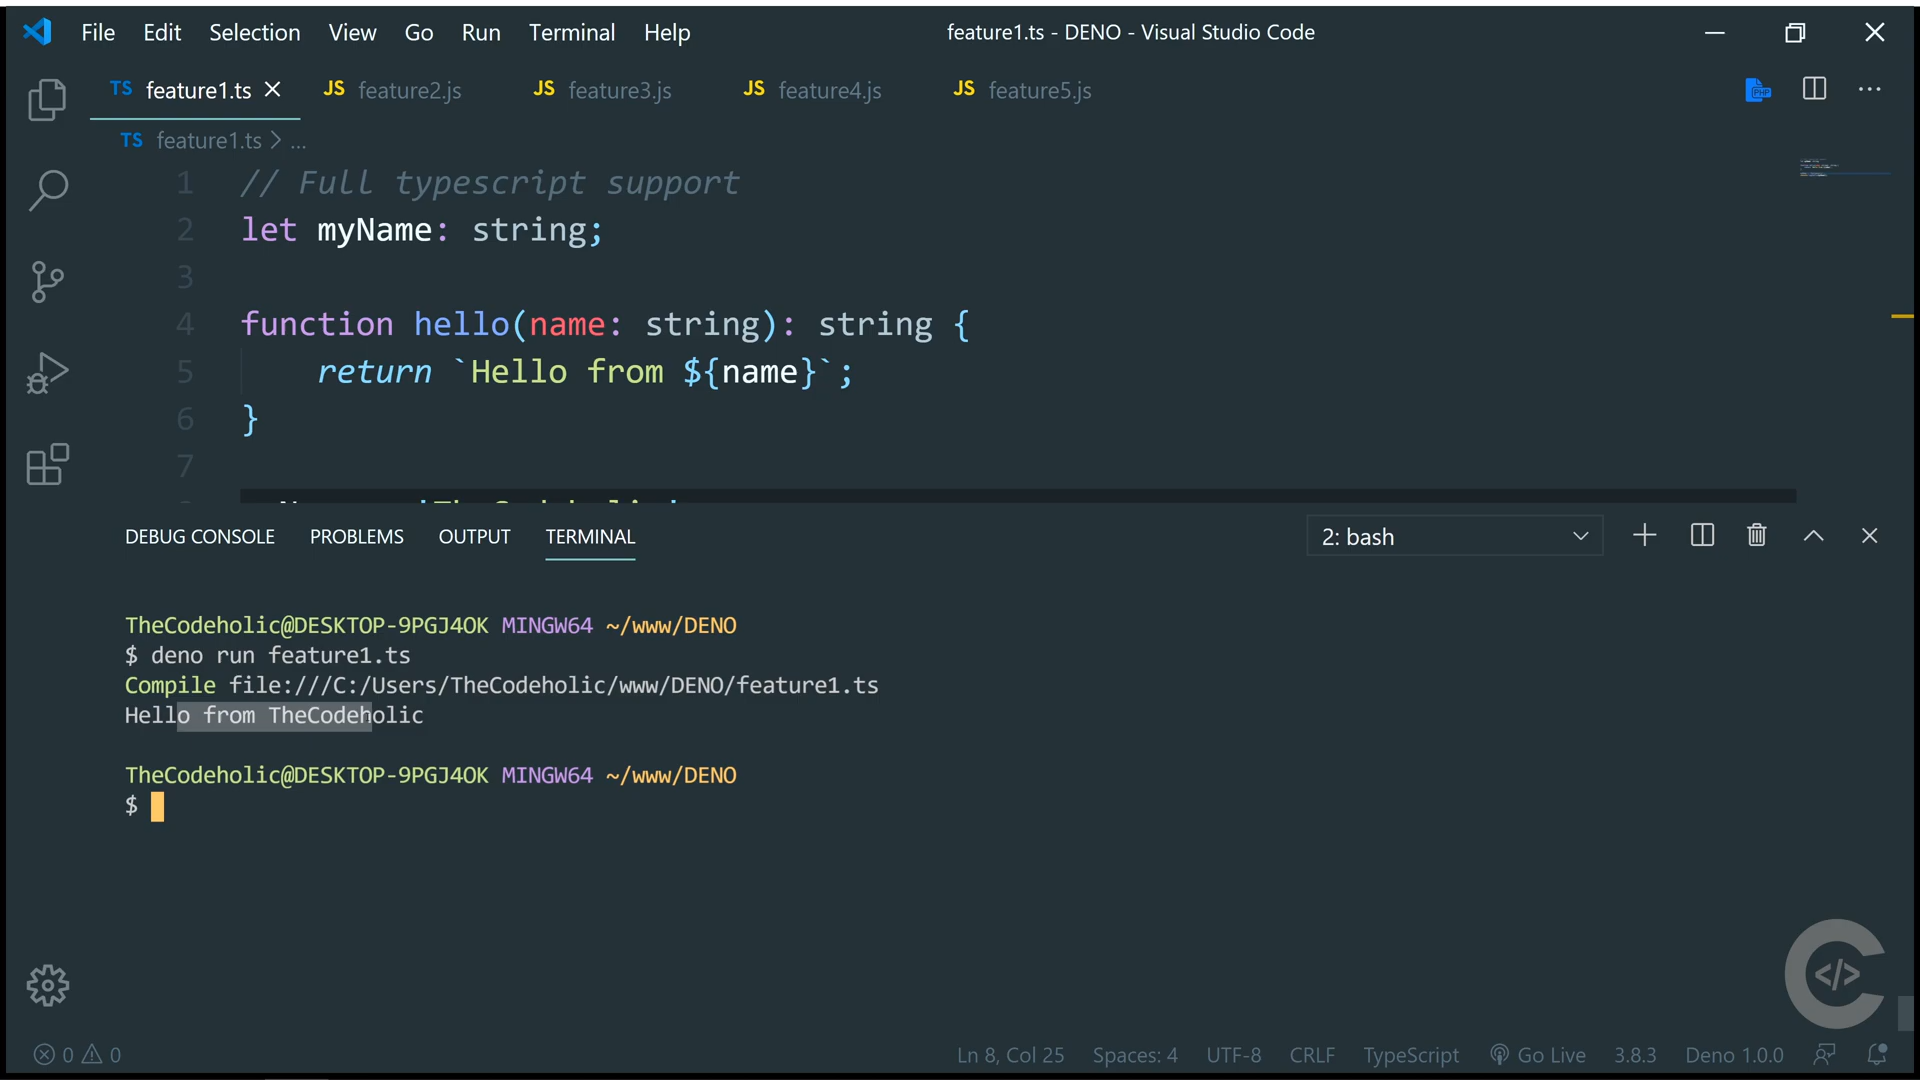 File Edit Selection View Go Run Terminal Help feature1.ts - DENO - Visual Studio Code
TS feature1.ts JS feature2.js JS feature3.js JS feature4.js JS feature5.js PHP ...
TS feature1.ts > ...
1 // Full typescript support
2 let myName: string;
3
4 function hello(name: string): string {
5 return `Hello from ${name}`;
6 }
7
DEBUG CONSOLE PROBLEMS OUTPUT TERMINAL 2: bash
TheCodeholic@DESKTOP-9PGJ4OK MINGW64 ~/www/DENO
$ deno run feature1.ts
Compile file:///C:/Users/TheCodeholic/www/DENO/feature1.ts
Hello from TheCodeholic
TheCodeholic@DESKTOP-9PGJ4OK MINGW64 ~/www/DENO
$
C </>
0 0 Ln 8, Col 25 Spaces: 4 UTF-8 CRLF TypeScript Go Live 3.8.3 Deno 1.0.0